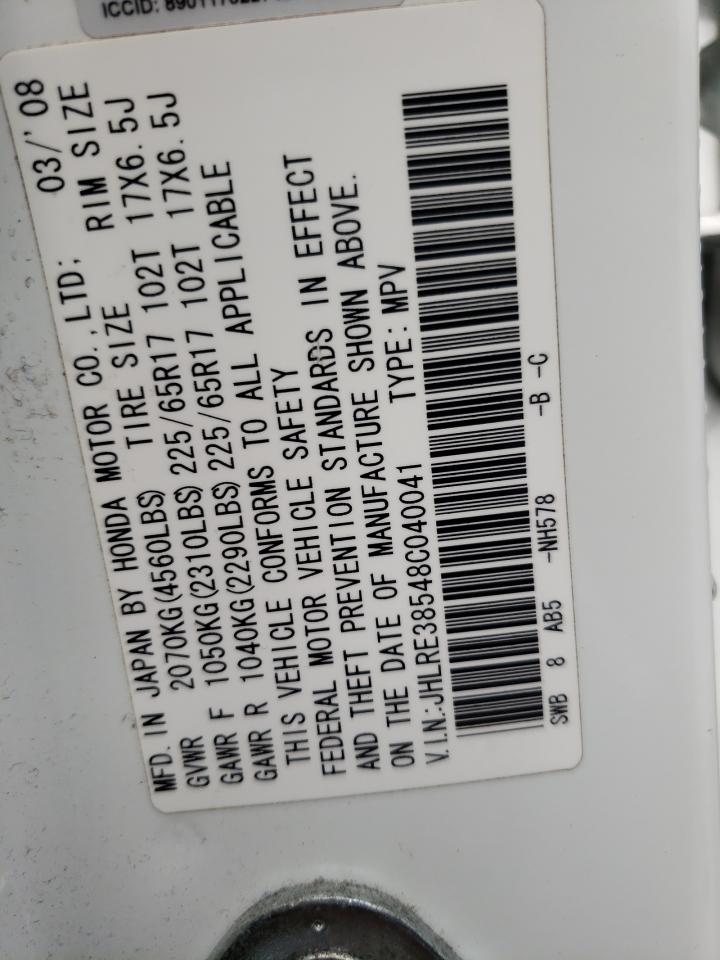 ICCID:
MFD. IN JAPAN BY HONDA MOTOR CO.,LTD; 03/'08
GVWR 2070KG(4560LBS) TIRE SIZE RIM SIZE
GAWR F 1050KG(2310LBS) 225/65R17 102T 17X6.5J
GAWR R 1040KG(2290LBS) 225/65R17 102T 17X6.5J
THIS VEHICLE CONFORMS TO ALL APPLICABLE
FEDERAL MOTOR VEHICLE SAFETY
AND THEFT PREVENTION STANDARDS IN EFFECT
ON THE DATE OF MANUFACTURE SHOWN ABOVE.
V.I.N.:JHLRE38548C040041 TYPE: MPV
SWB 8 AB5 -NH578 -B -C